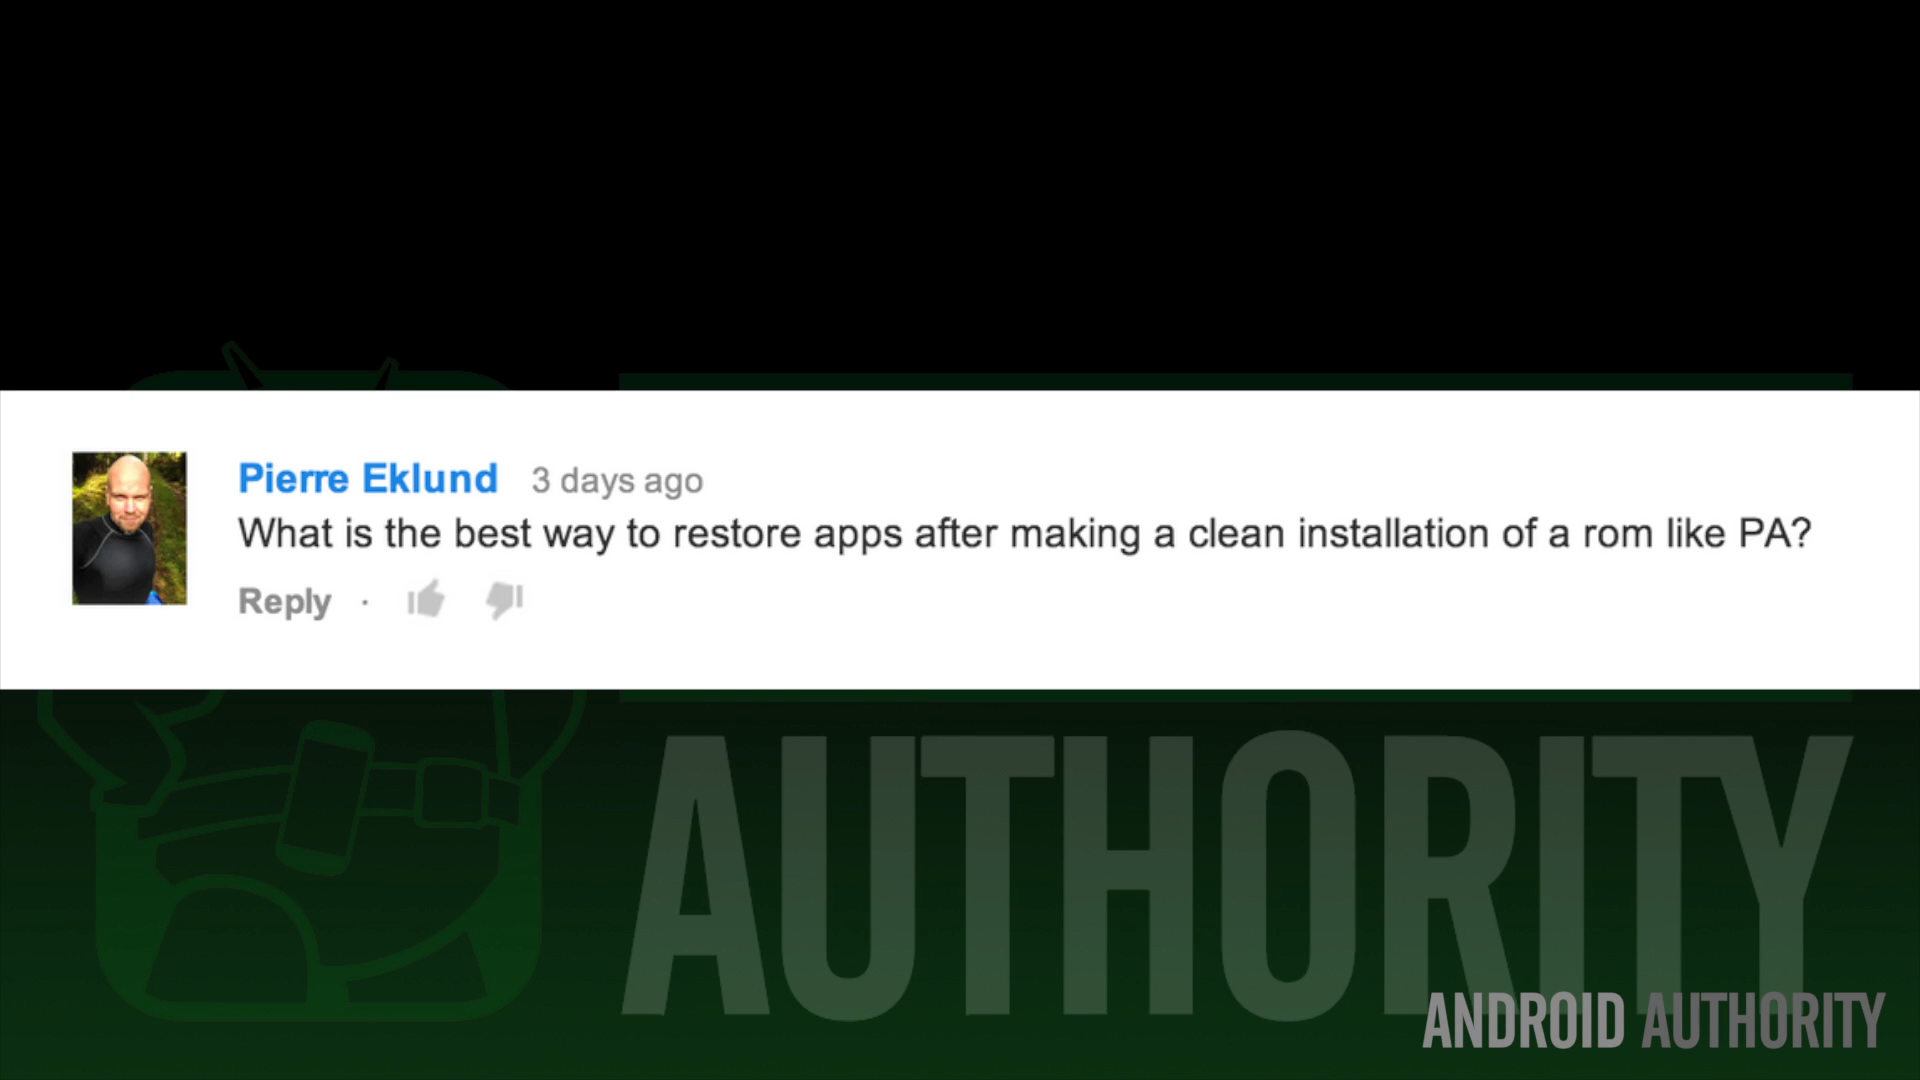 Pierre Eklund 3 days ago
What is the best way to restore apps after making a clean installation of a rom like PA?
Reply ·
AUTHORITY
ANDROID AUTHORITY